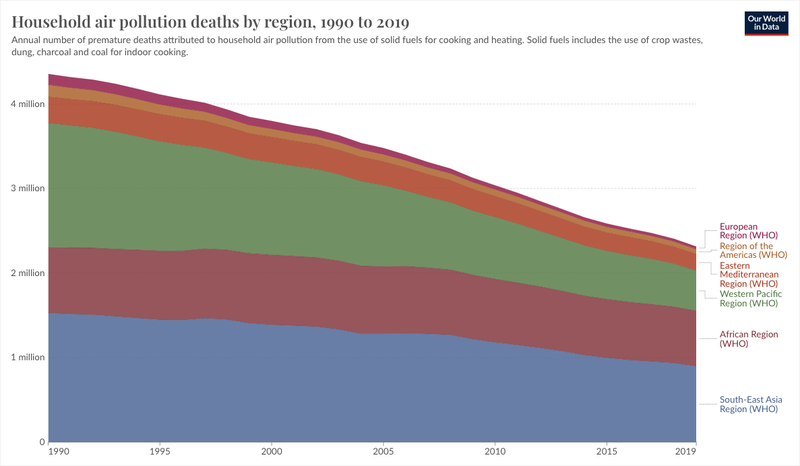 Household air pollution deaths by region, 1990 to 2019
Our World
in Data
Annual number of premature deaths attributed to household air pollution from the use of solid fuels for cooking and heating. Solid fuels includes the use of crop wastes,
dung, charcoal and coal for indoor cooking.
4 million
3 million
2 million
1 million
0
1990
1995
2000
2005
2010
2015
2019
European
Region (WHO)
Region of the
Americas (WHO)
Eastern
Mediterranean
Region (WHO)
Western Pacific
Region (WHO)
African Region
(WHO)
South-East Asia
Region (WHO)